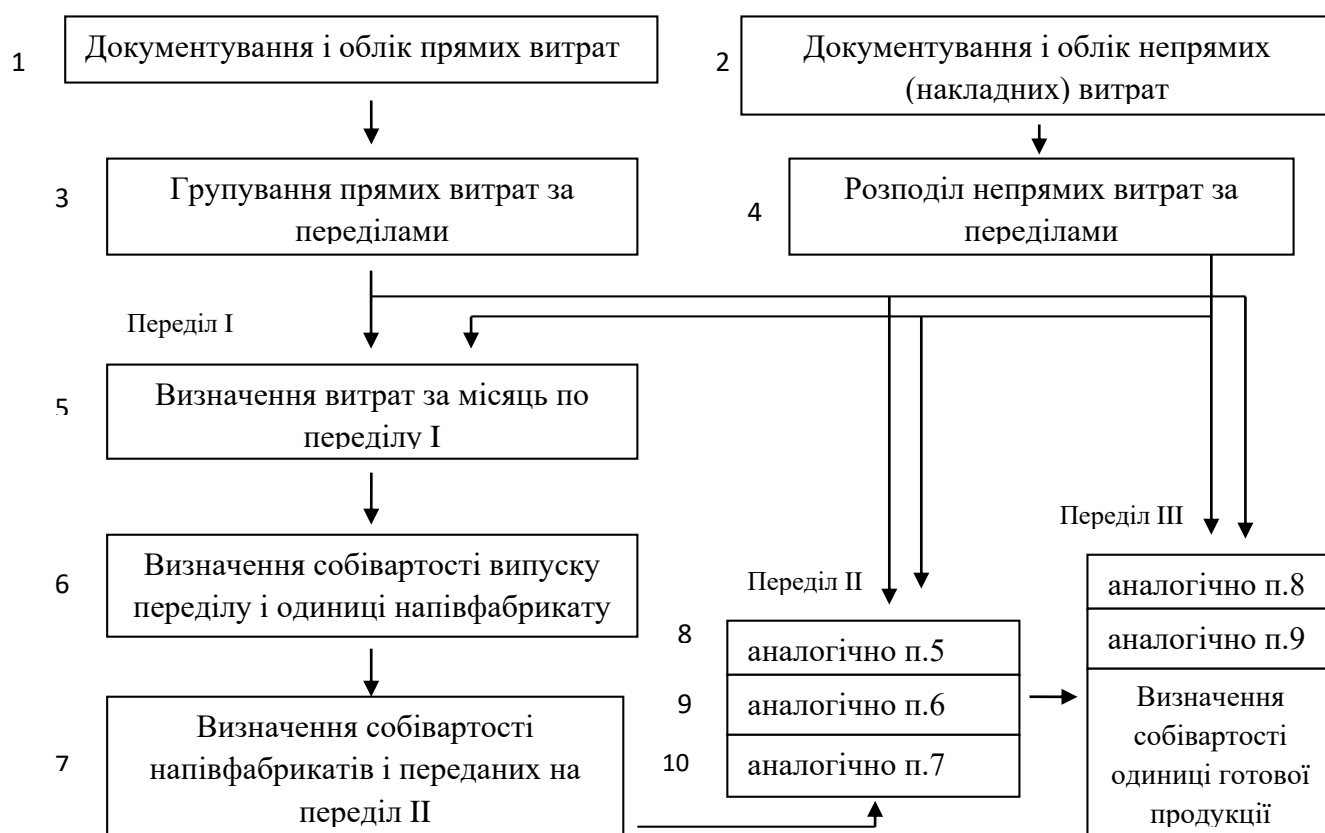 1
Документування і облік прямих витрат
2
Документування і облік непрямих
(накладних) витрат
3
Групування прямих витрат за
переділами
4
Розподіл непрямих витрат за
переділами
Переділ I
5
Визначення витрат за місяць по
переділу I
6
Визначення собівартості випуску
переділу і одиниці напівфабрикату
7
Визначення собівартості
напівфабрикатів і переданих на
переділ II
Переділ II
8
аналогічно п.5
9
аналогічно п.6
10
аналогічно п.7
Переділ III
аналогічно п.8
аналогічно п.9
Визначення
собівартості
одиниці готової
продукції